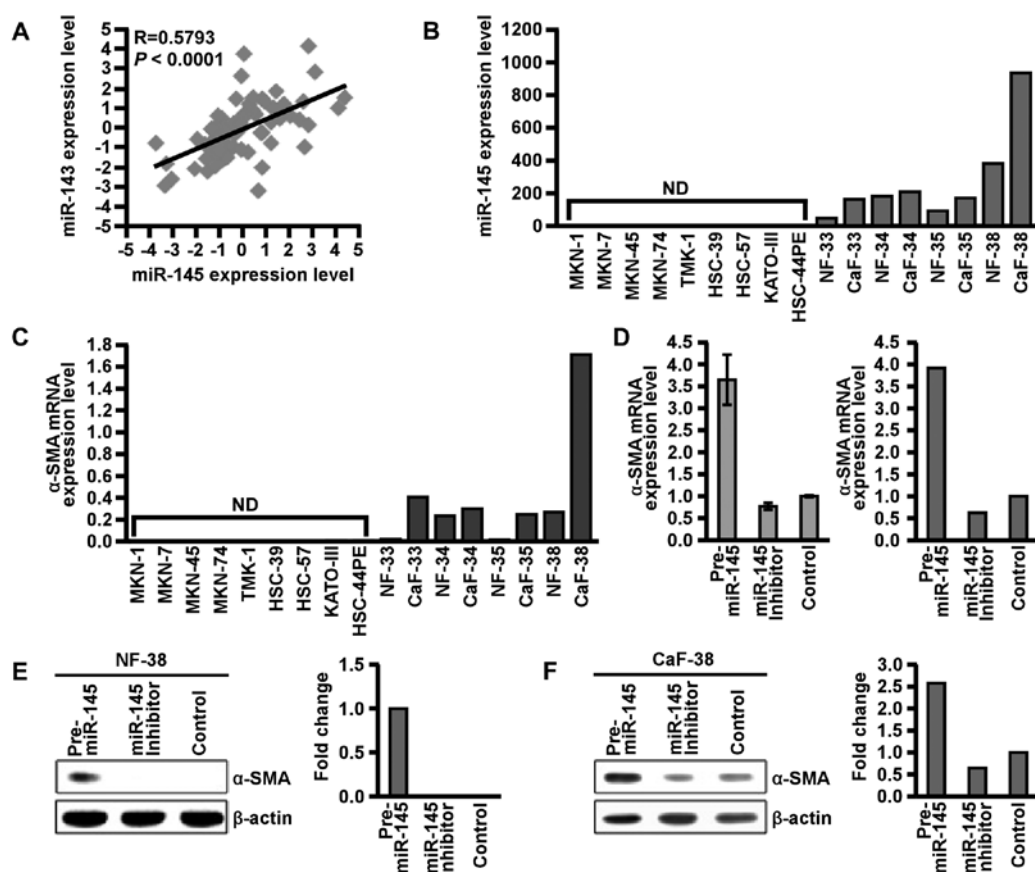 A
R=0.5793
P < 0.0001
miR-143 expression level
5
4
3
2
1
0
-1
-2
-3
-4
-5
-5 -4 -3 -2 -1 0 1 2 3 4 5
miR-145 expression level
B
miR-145 expression level
1200
1000
800
600
400
200
0
ND
MKN-1
MKN-7
MKN-45
MKN-74
TMK-1
HSC-39
HSC-57
KATO-III
HSC-44PE
NF-33
CaF-33
NF-34
CaF-34
NF-35
CaF-35
NF-38
CaF-38
C
α-SMA mRNA
expression level
1.8
1.6
1.4
1.2
1.0
0.8
0.6
0.4
0.2
0.0
ND
MKN-1
MKN-7
MKN-45
MKN-74
TMK-1
HSC-39
HSC-57
KATO-III
HSC-44PE
NF-33
CaF-33
NF-34
CaF-34
NF-35
CaF-35
NF-38
CaF-38
D
α-SMA mRNA
expression level
4.5
4.0
3.5
3.0
2.5
2.0
1.5
1.0
0.5
0.0
Pre-
miR-145
miR-145
Inhibitor
Control
α-SMA mRNA
expression level
4.5
4.0
3.5
3.0
2.5
2.0
1.5
1.0
0.5
0.0
Pre-
miR-145
miR-145
Inhibitor
Control
E
NF-38
Pre-
miR-145
miR-145
Inhibitor
Control
α-SMA
β-actin
Fold change
1.5
1.0
0.5
0.0
Pre-
miR-145
miR-145
nhibitor
Control
F
CaF-38
Pre-
miR-145
miR-145
Inhibitor
Control
α-SMA
β-actin
Fold change
3.0
2.5
2.0
1.5
1.0
0.5
0.0
Pre-
miR-145
miR-145
Inhibitor
Control